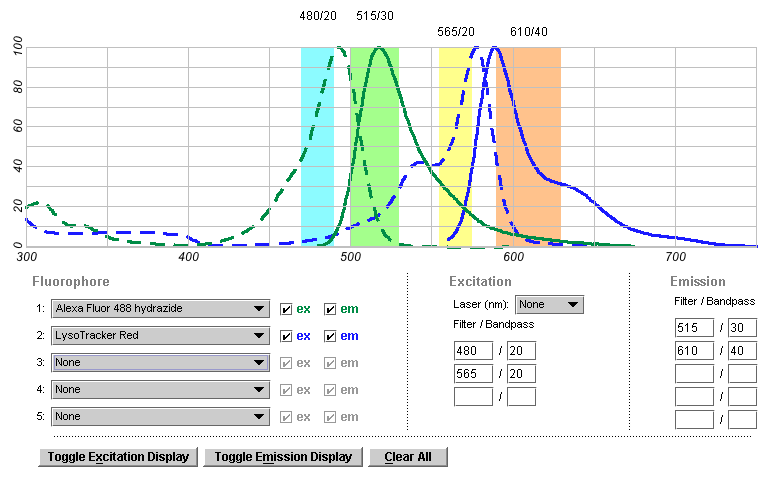 480/20 515/30
565/20 610/40
100
80
60
40
20
0
300 400 500 600 700
Fluorophore Excitation Emission
1: Alexa Fluor 488 hydrazide ex em
2: LysoTracker Red ex em
3: None ex em
4: None ex em
5: None ex em
Laser (nm): None
Filter / Bandpass
480 / 20
565 / 20
/
Filter / Bandpass
515 / 30
610 / 40
/
/
/
Toggle Excitation Display Toggle Emission Display Clear All